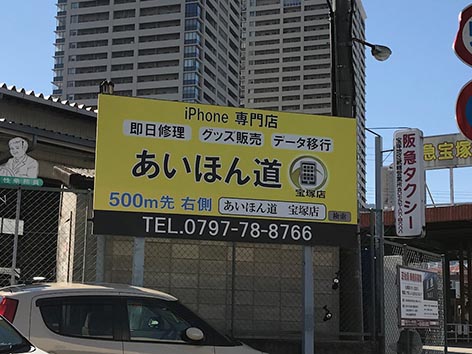 iPhone 専門店
即日修理 グッズ販売 データ移行
あいほん道
宝塚店
500m先 右側 あいほん道 宝塚店 検索
TEL.0797-78-8766
阪急タクシー
急宝塚